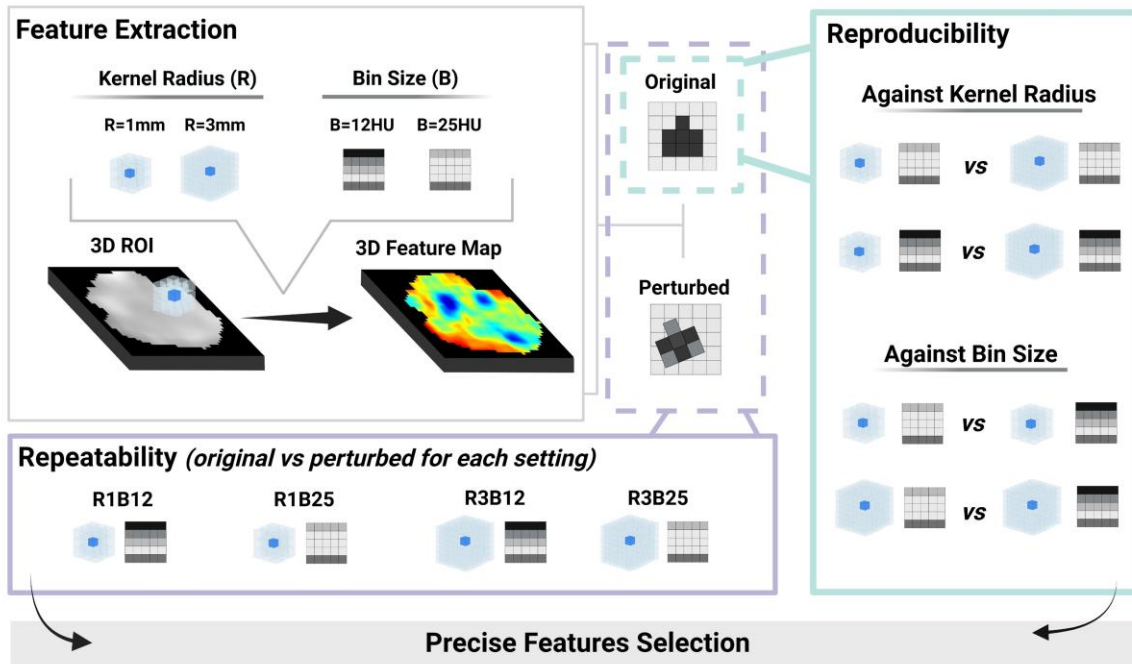 Feature Extraction
Kernel Radius (R)
Bin Size (B)
R=1mm
R=3mm
B=12HU
B=25HU
3D ROI
3D Feature Map
Original
Perturbed
Reproducibility
Against Kernel Radius
vs
vs
Against Bin Size
vs
vs
Repeatability (original vs perturbed for each setting)
R1B12
R1B25
R3B12
R3B25
Precise Features Selection